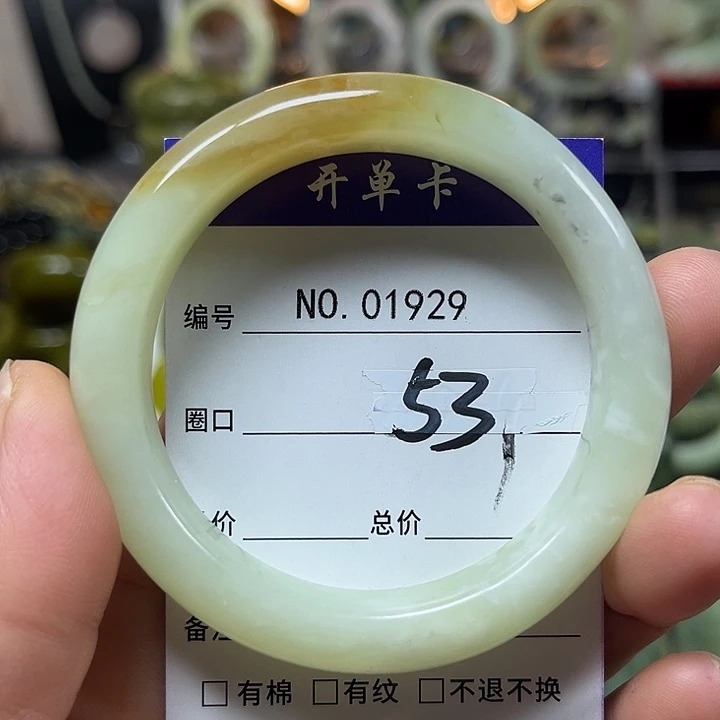 开单卡
编号 NO. 01929
圈口 53
价 总价
备注
□ 有棉 □ 有纹 □ 不退不换